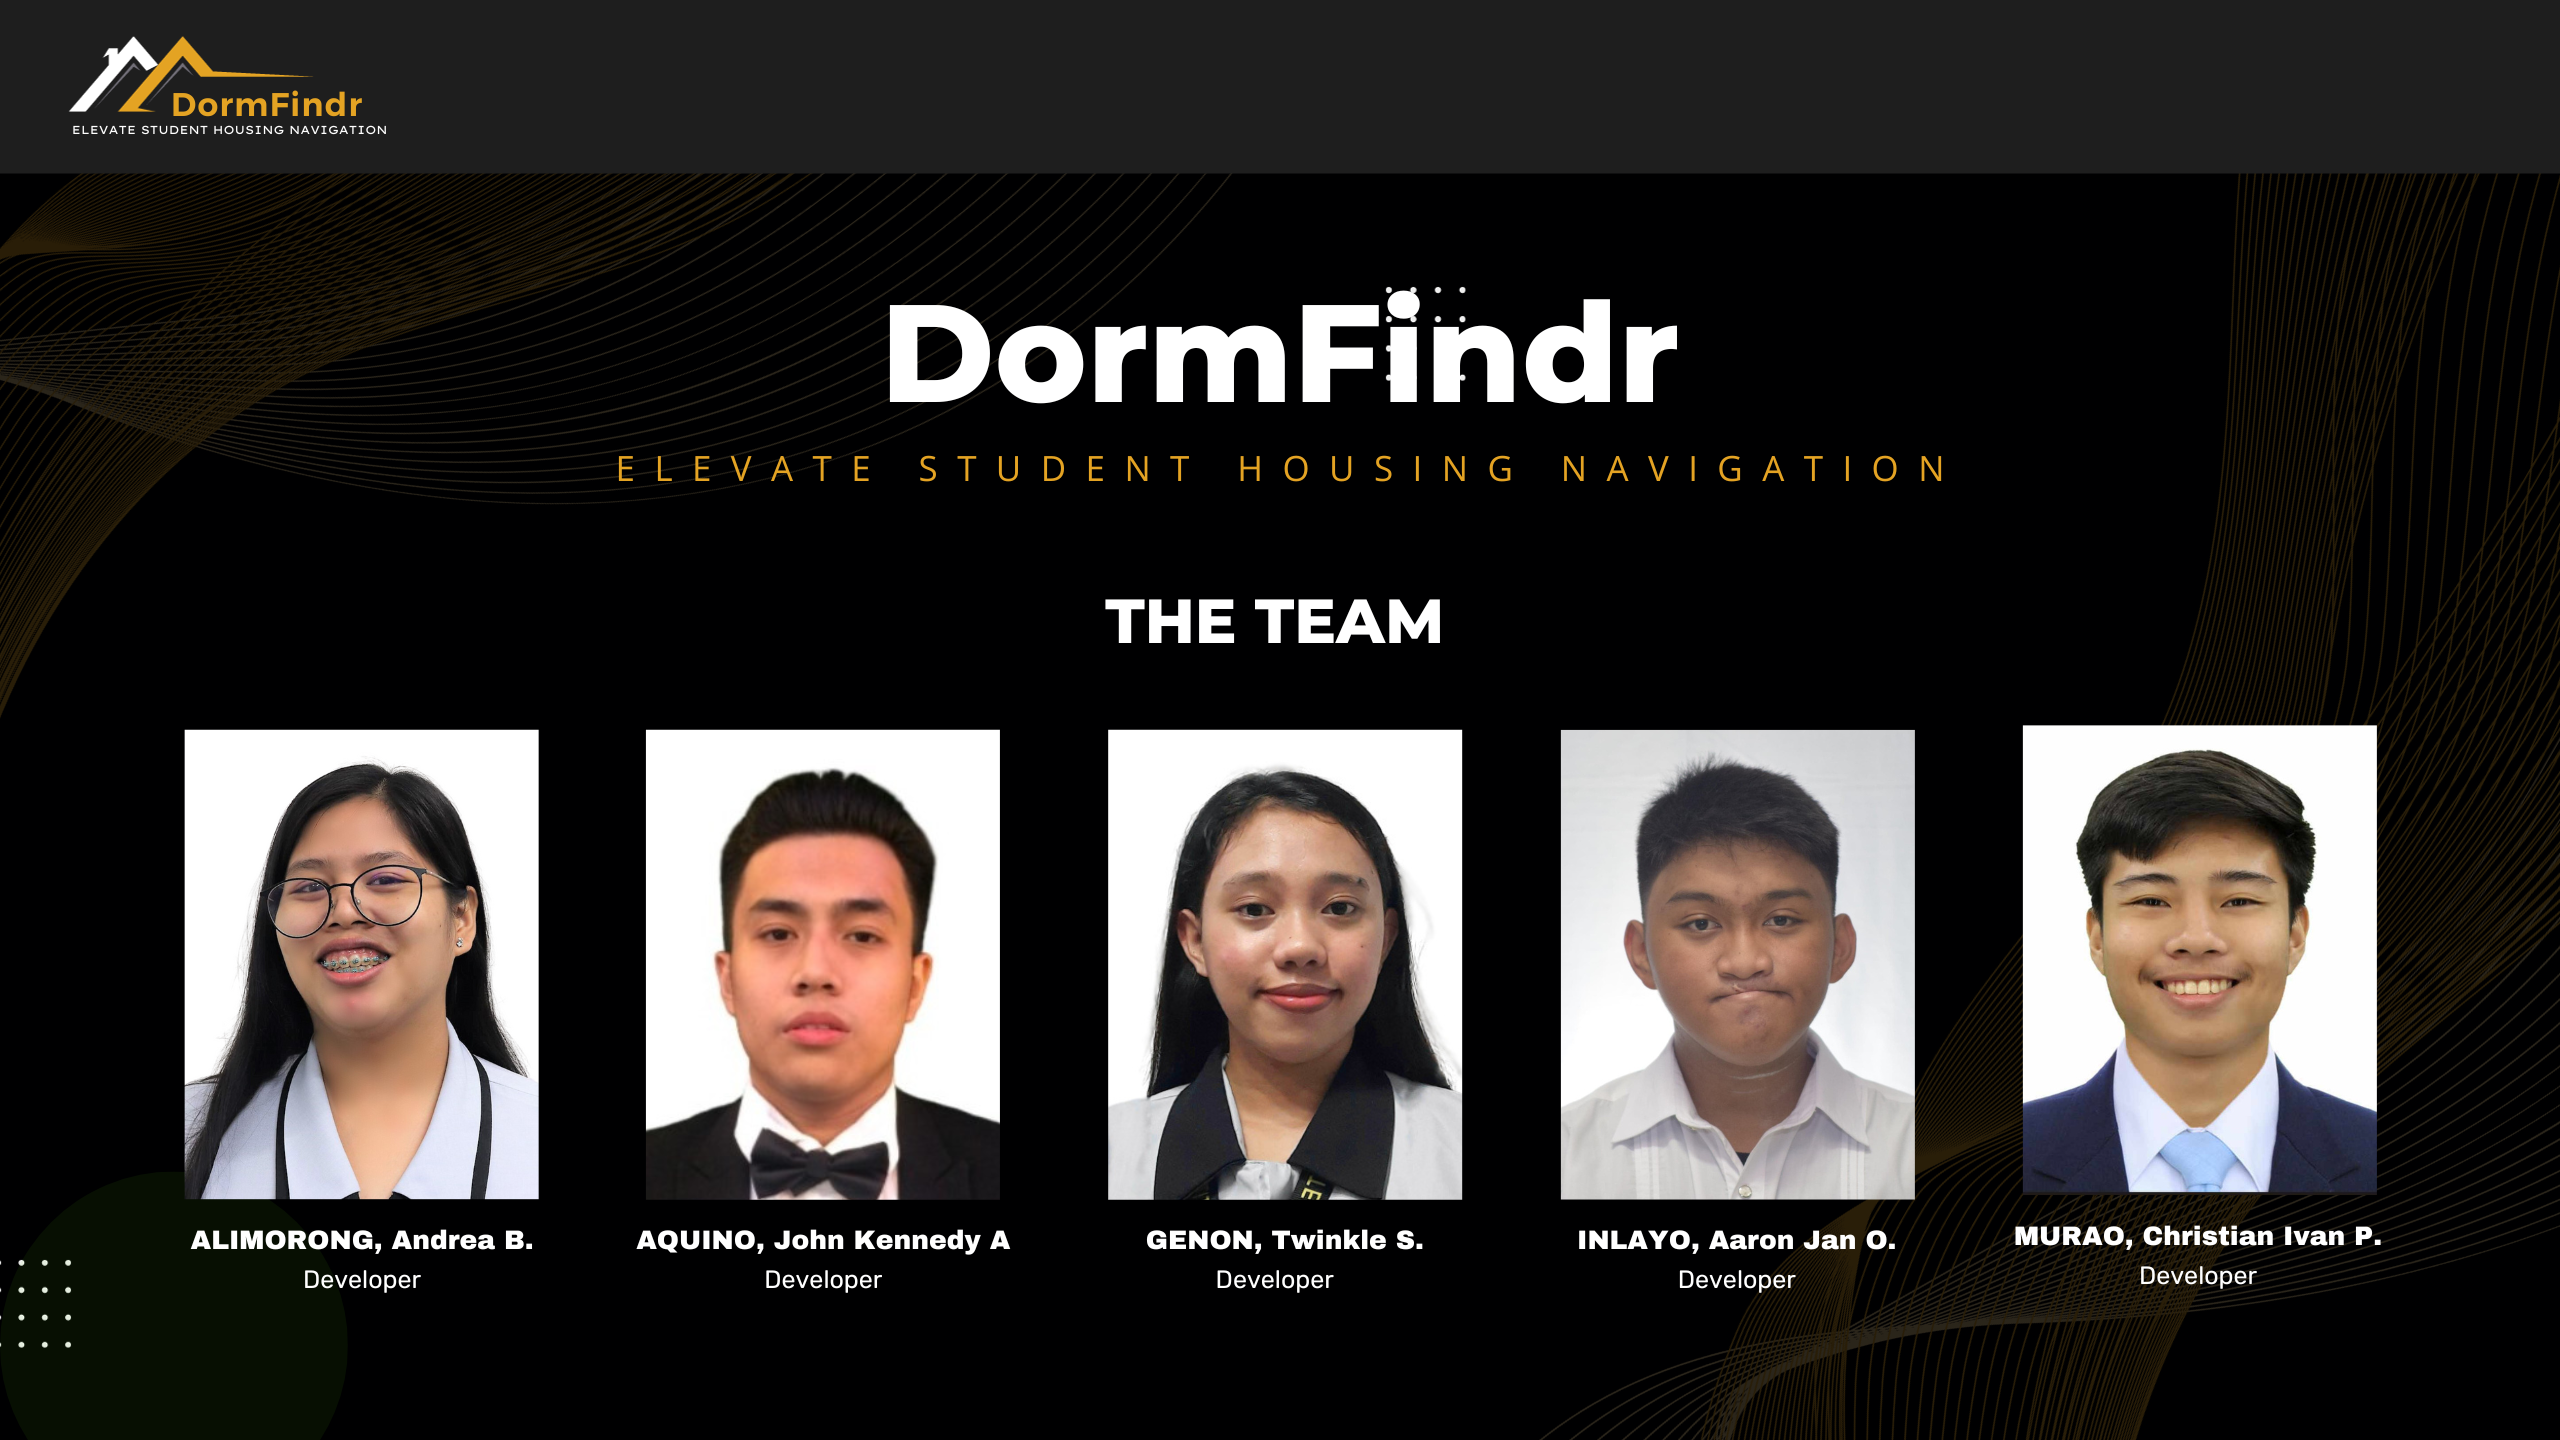 DormFindr
ELEVATE STUDENT HOUSING NAVIGATION
DormFindr
ELEVATE STUDENT HOUSING NAVIGATION
THE TEAM
LE
ALIMORONG, Andrea B.
Developer
AQUINO, John Kennedy A
Developer
GENON, Twinkle S.
Developer
INLAYO, Aaron Jan O.
Developer
MURAO, Christian Ivan P.
Developer